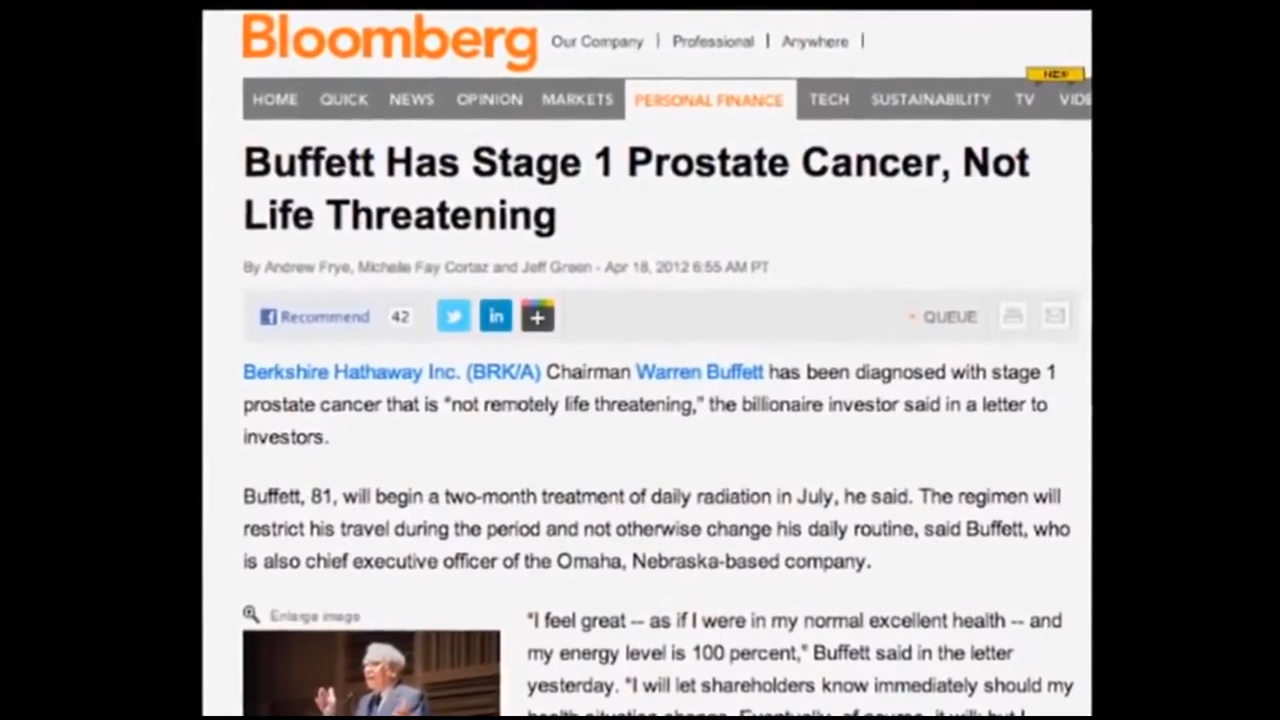 Bloomberg Our Company | Professional | Anywhere |
NEW
HOME QUICK NEWS OPINION MARKETS PERSONAL FINANCE TECH SUSTAINABILITY TV VIDE
Buffett Has Stage 1 Prostate Cancer, Not
Life Threatening
By Andrew Frye, Michelle Fay Cortez and Jeff Green - Apr 18, 2012 6:55 AM PT
Recommend 42 in + QUEUE
Berkshire Hathaway Inc. (BRK/A) Chairman Warren Buffett has been diagnosed with stage 1
prostate cancer that is "not remotely life threatening," the billionaire investor said in a letter to
investors.
Buffett, 81, will begin a two-month treatment of daily radiation in July, he said. The regimen will
restrict his travel during the period and not otherwise change his daily routine, said Buffett, who
is also chief executive officer of the Omaha, Nebraska-based company.
Enlarge image
"I feel great -- as if I were in my normal excellent health -- and
my energy level is 100 percent," Buffett said in the letter
yesterday. "I will let shareholders know immediately should my